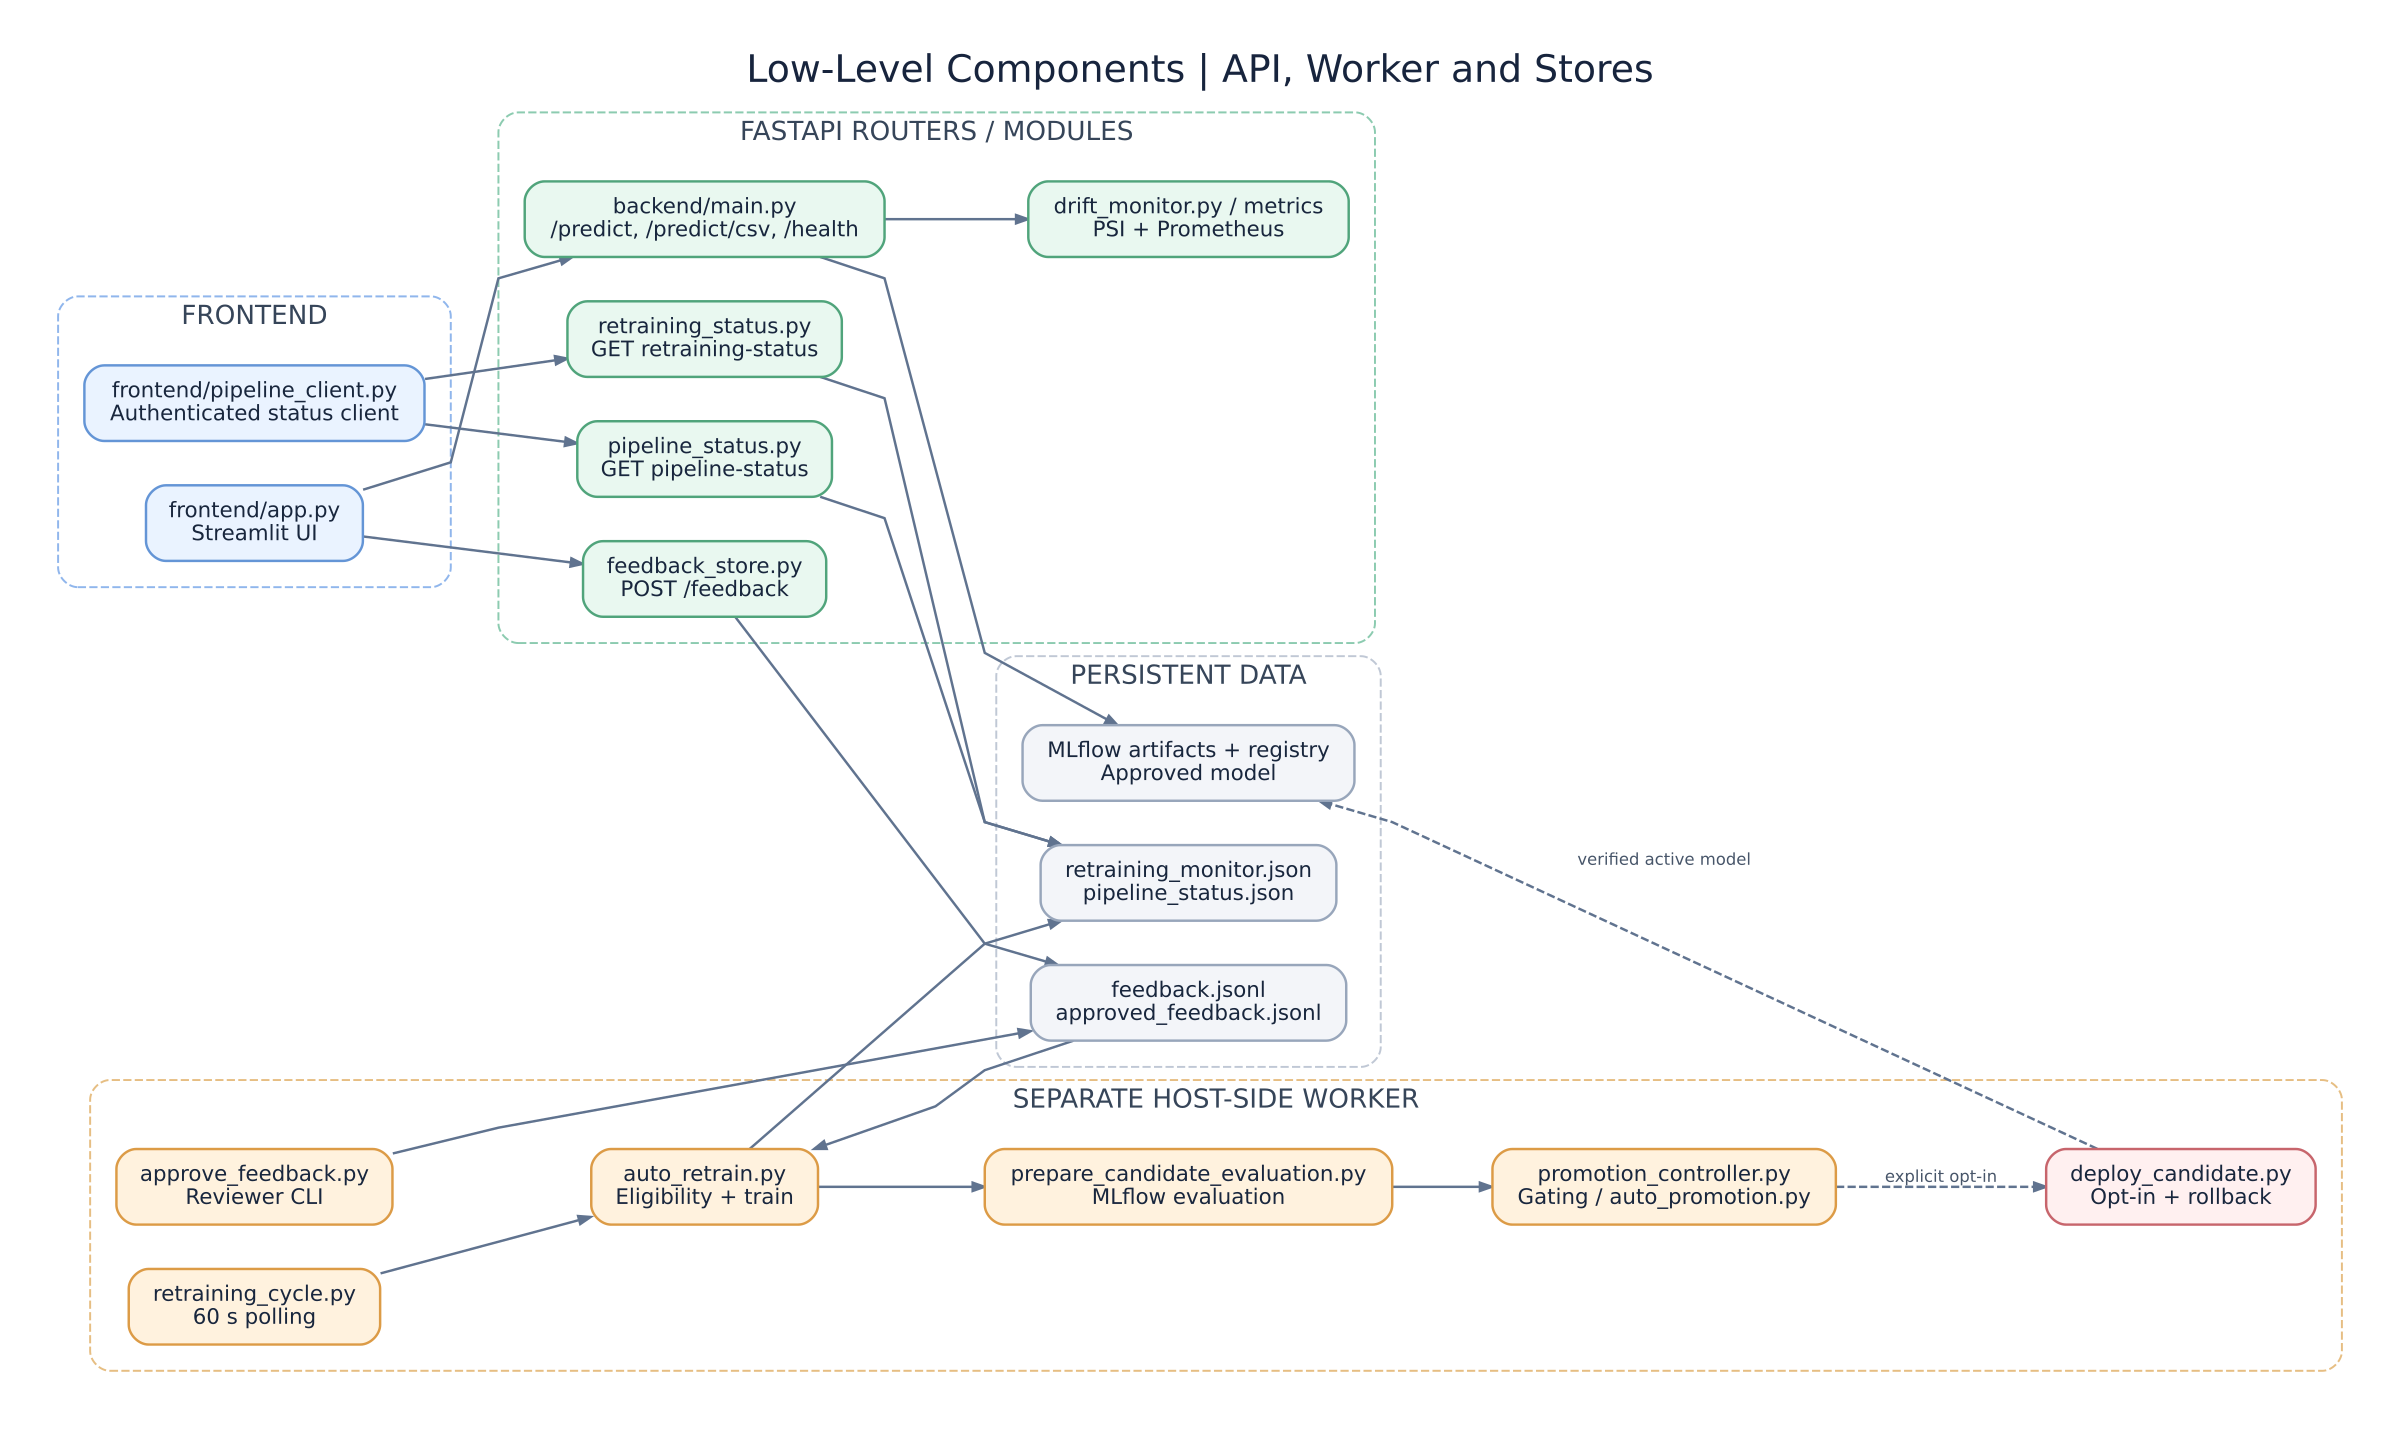 Low-Level Components | API, Worker and Stores
FASTAPI ROUTERS / MODULES
backend/main.py
/predict, /predict/csv, /health
drift_monitor.py / metrics
PSI + Prometheus
retraining_status.py
GET retraining-status
pipeline_status.py
GET pipeline-status
feedback_store.py
POST /feedback
FRONTEND
frontend/pipeline_client.py
Authenticated status client
frontend/app.py
Streamlit UI
PERSISTENT DATA
MLflow artifacts + registry
Approved model
retraining_monitor.json
pipeline_status.json
feedback.jsonl
approved_feedback.jsonl
verified active model
SEPARATE HOST-SIDE WORKER
approve_feedback.py
Reviewer CLI
auto_retrain.py
Eligibility + train
prepare_candidate_evaluation.py
MLflow evaluation
promotion_controller.py
Gating / auto_promotion.py
explicit opt-in
deploy_candidate.py
Opt-in + rollback
retraining_cycle.py
60 s polling